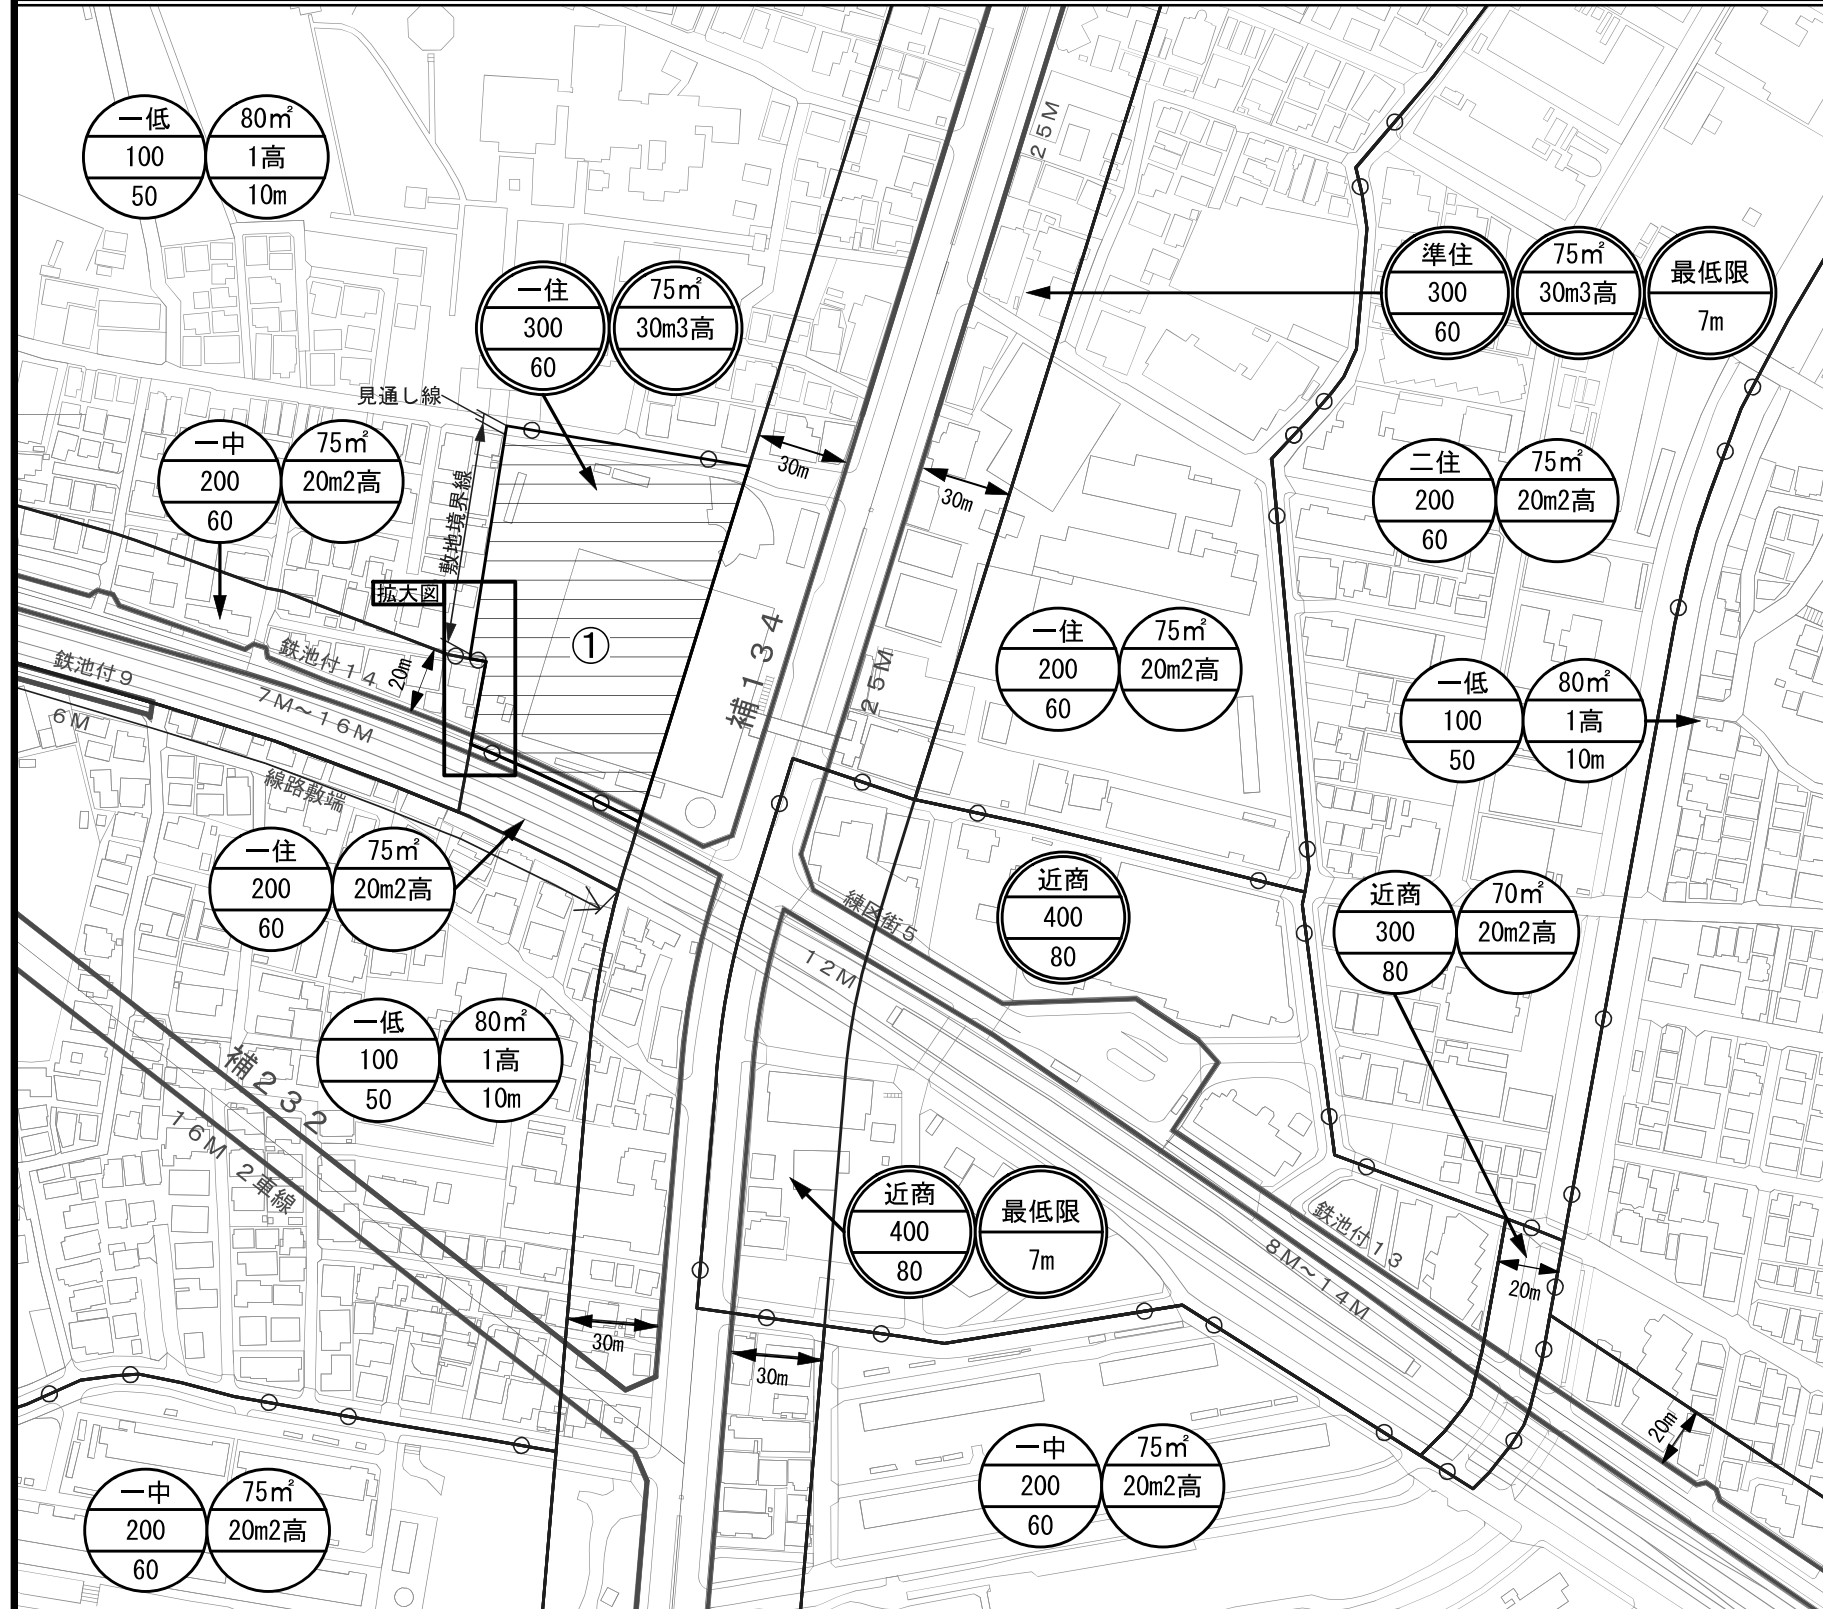 一低
100
50
80㎡
1高
10m
25M
一住
300
60
75㎡
30m3高
準住
300
60
75㎡
30m3高
最低限
7m
見通し線
一中
200
60
75㎡
20m2高
敷地境界線
30m
30m
二住
200
60
75㎡
20m2高
拡大図
①
鉄池付14
20m
鉄池付9
7M~16M
6M
線路敷端
補134
25M
一住
200
60
75㎡
20m2高
一低
100
50
80㎡
1高
10m
一住
200
60
75㎡
20m2高
練区街5
12M
近商
400
80
近商
300
80
70㎡
20m2高
一低
100
50
80㎡
1高
10m
補232
16M 2車線
近商
400
80
最低限
7m
鉄池付13
8M~14M
20m
30m
30m
20m
一中
200
60
75㎡
20m2高
一中
200
60
75㎡
20m2高